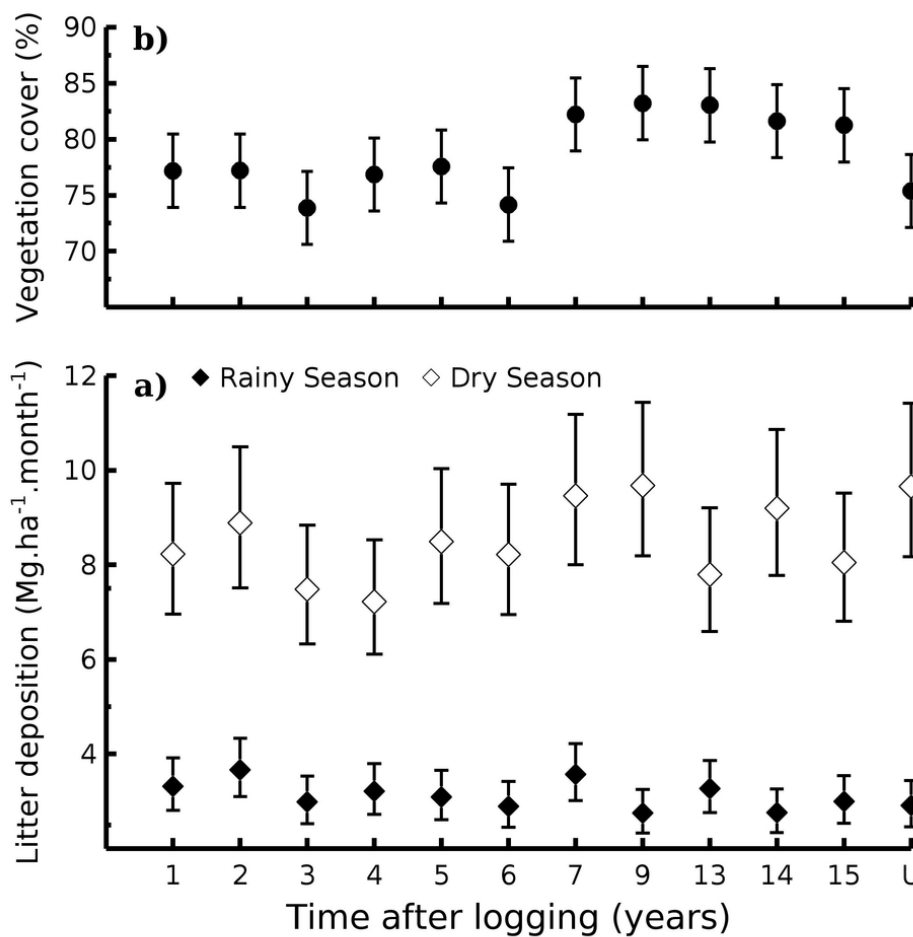 b)
Vegetation cover (%)
90
85
80
75
70
a)
Rainy Season
Dry Season
Litter deposition (Mg.ha⁻¹.month⁻¹)
12
10
8
6
4
1 2 3 4 5 6 7 9 13 14 15
Time after logging (years)